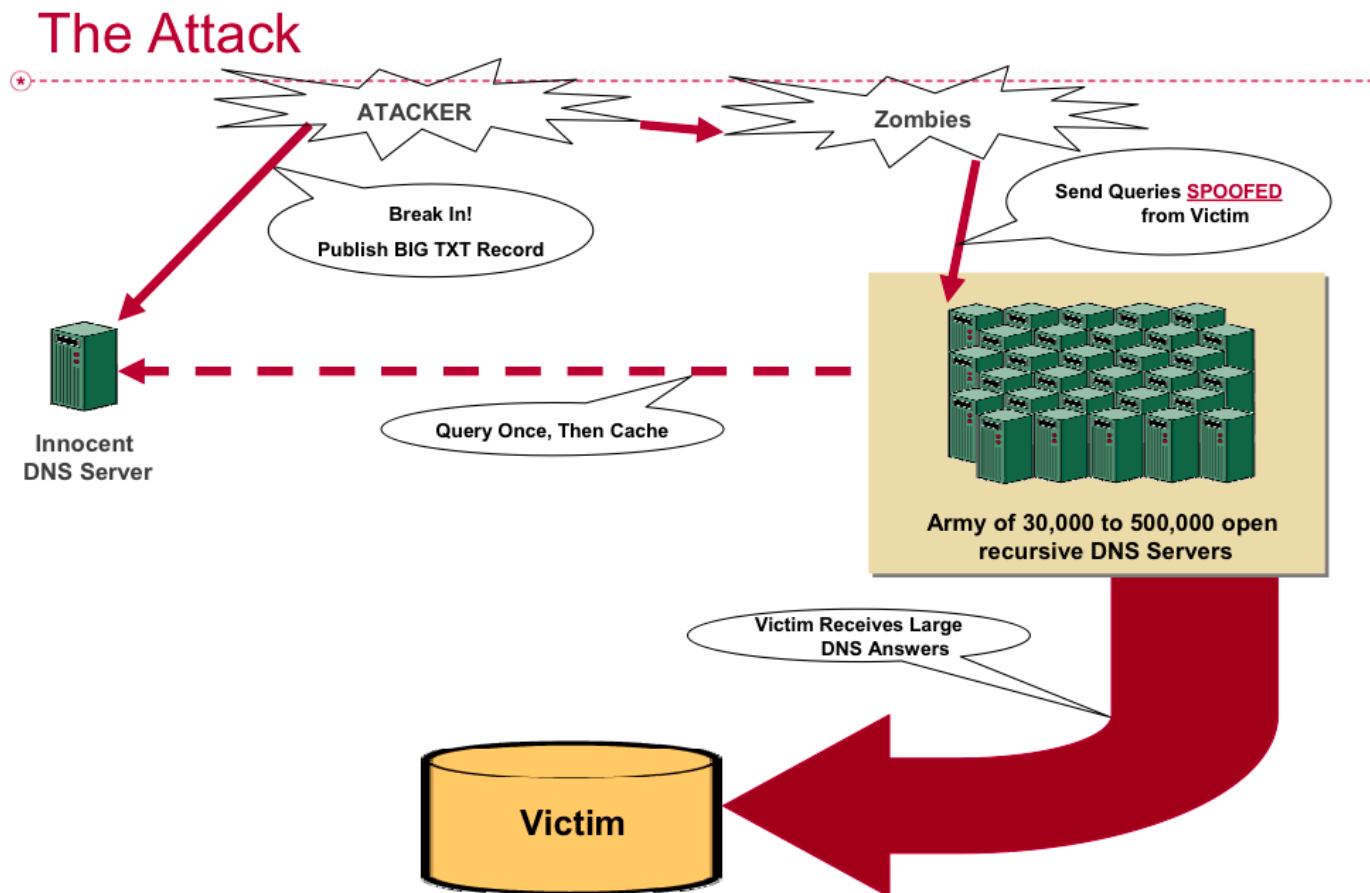 The Attack
ATACKER
Zombies
Break In!
Publish BIG TXT Record
Send Queries SPOOFED
from Victim
Innocent
DNS Server
Query Once, Then Cache
Army of 30,000 to 500,000 open
recursive DNS Servers
Victim Receives Large
DNS Answers
Victim